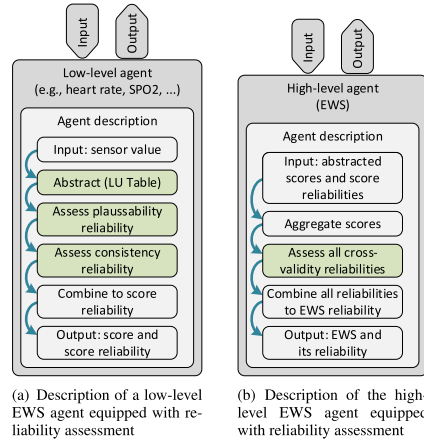 Input
Output
Low-level agent
(e.g., heart rate, SPO2, ...)
Agent description
Input: sensor value
Abstract (LU Table)
Assess plaussability
reliability
Assess consistency
reliability
Combine to score
reliability
Output: score and
score reliability
(a) Description of a low-level
EWS agent equipped with re-
liability assessment
Input
Output
High-level agent
(EWS)
Agent description
Input: abstracted
scores and score
reliabilities
Aggregate scores
Assess all cross-
validity reliabilities
Combine all reliabilities
to EWS reliability
Output: EWS and
its reliability
(b) Description of the high-
level EWS agent equipped
with reliability assessment